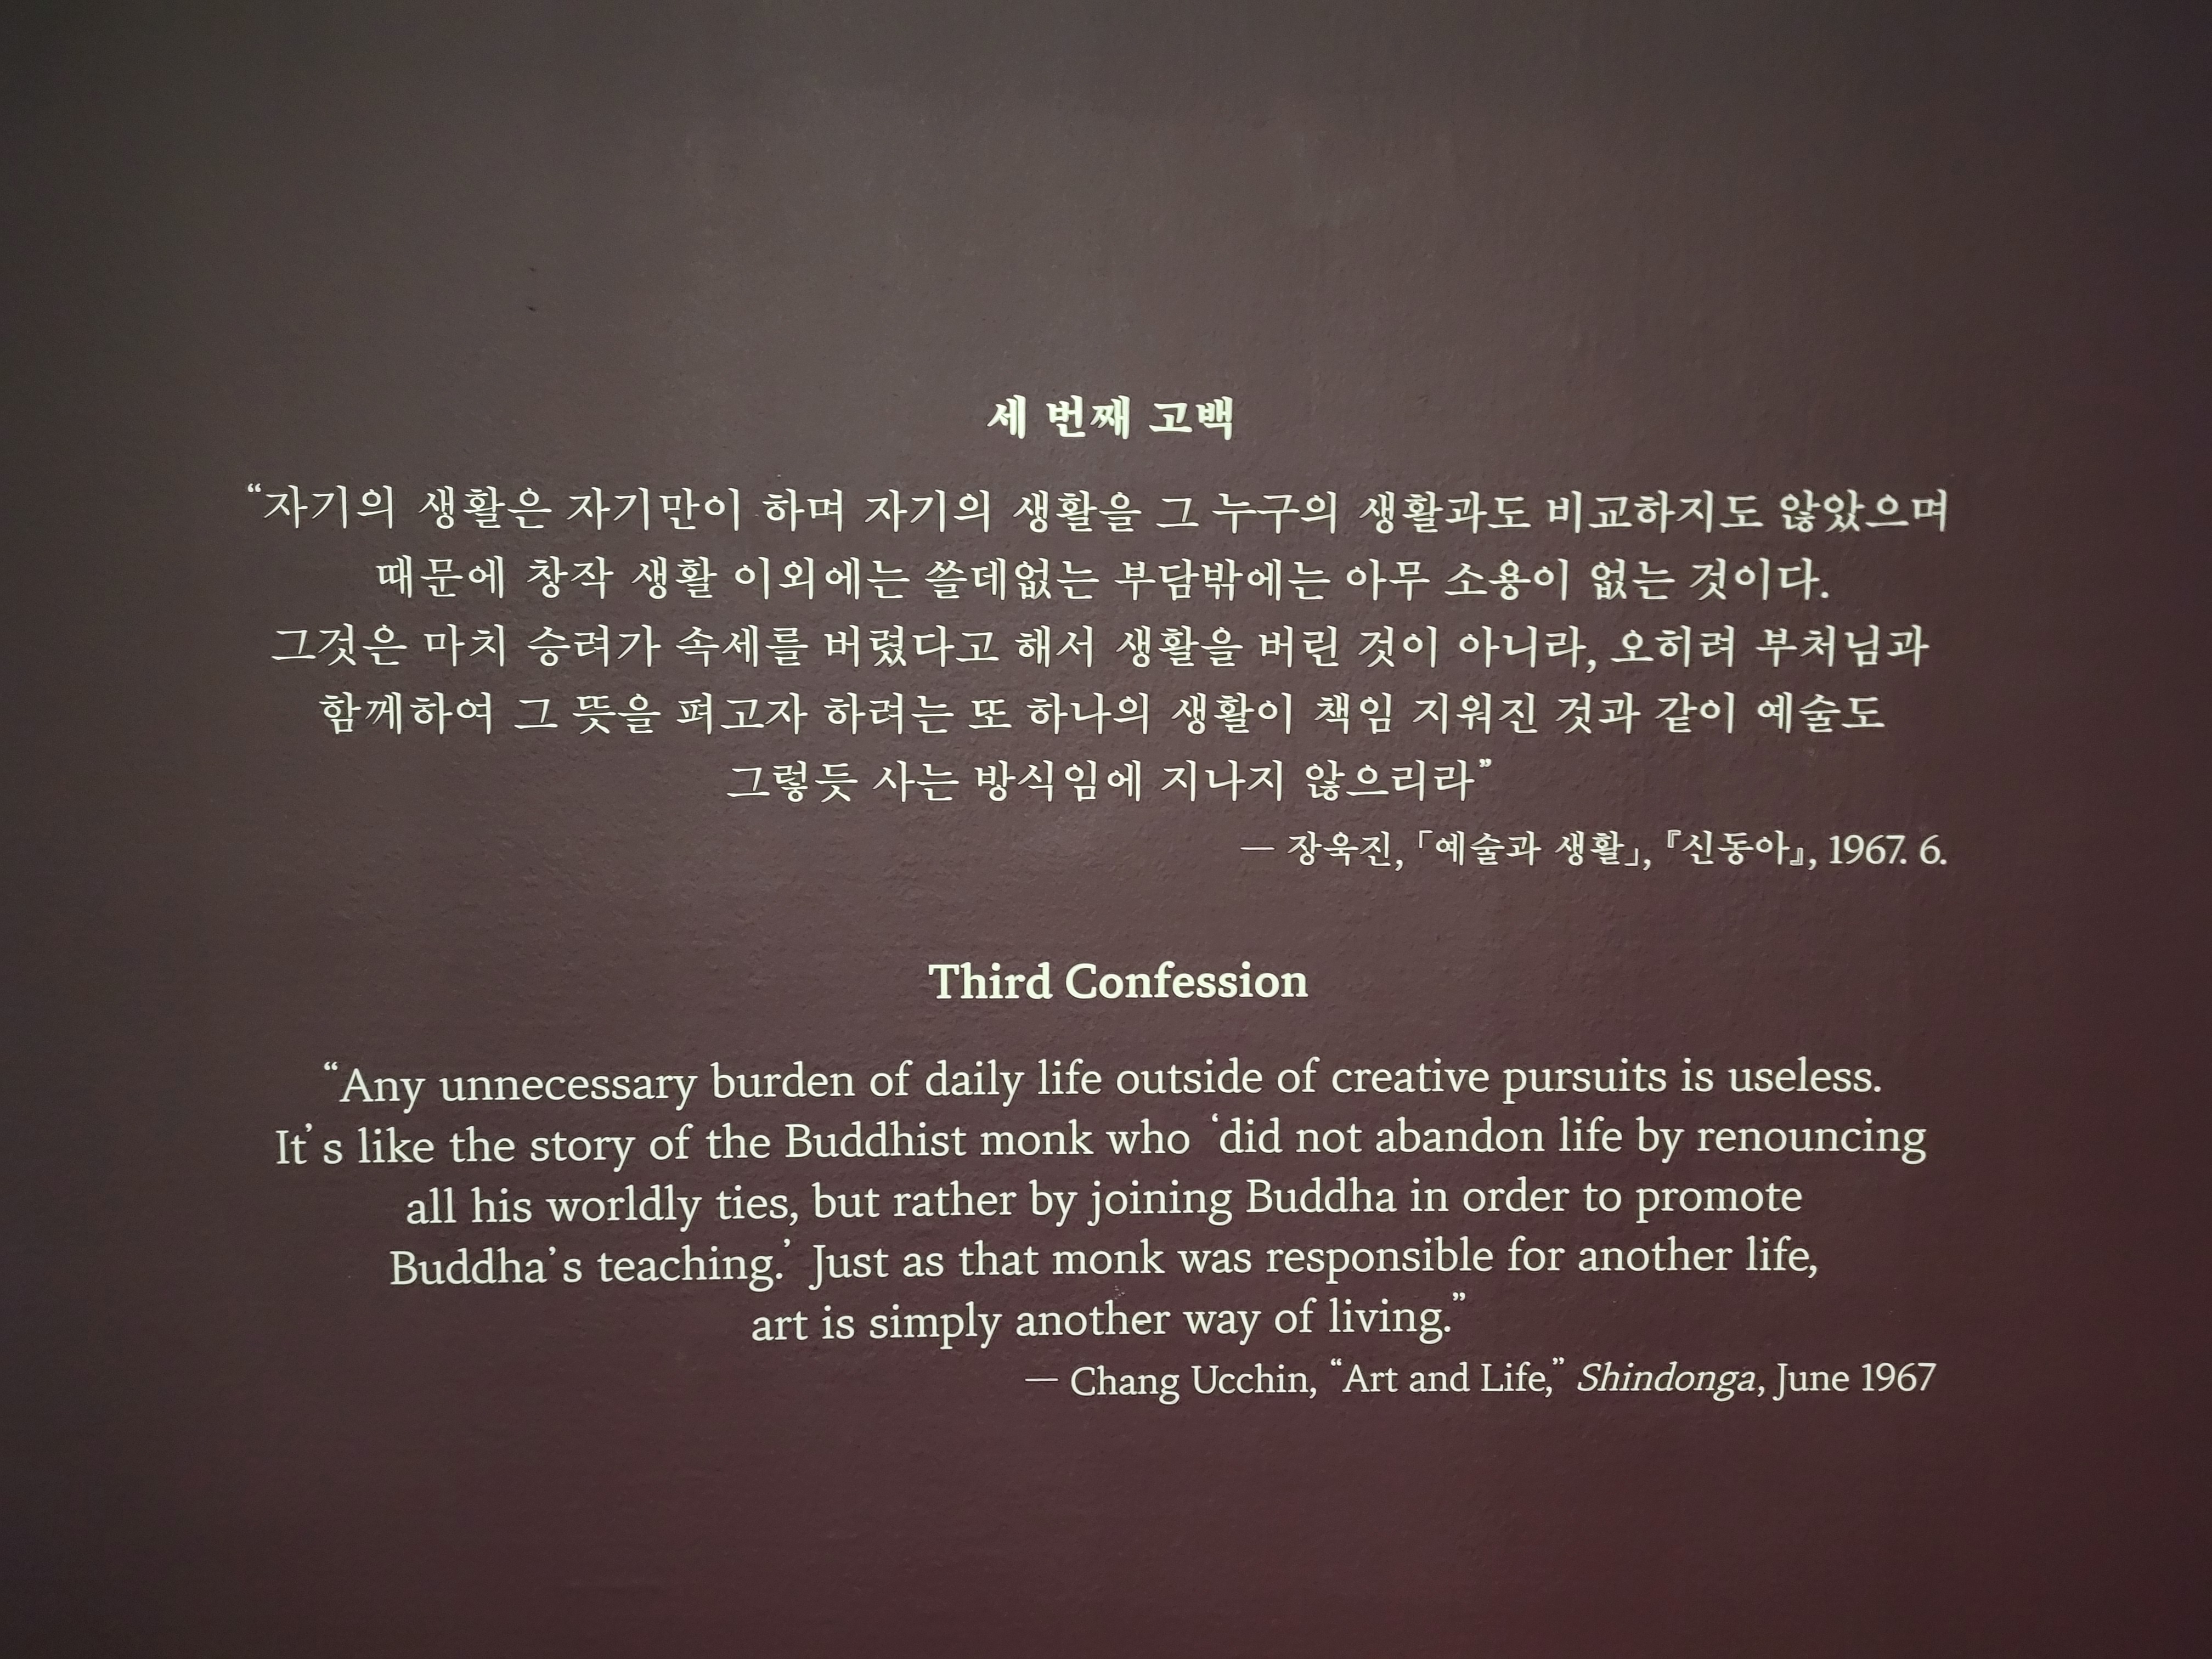 세 번째 고백
“자기의 생활은 자기만이 하며 자기의 생활을 그 누구의 생활과도 비교하지도 않았으며
때문에 창작 생활 이외에는 쓸데없는 부담밖에는 아무 소용이 없는 것이다.
그것은 마치 승려가 속세를 버렸다고 해서 생활을 버린 것이 아니라, 오히려 부처님과
함께하여 그 뜻을 펴고자 하려는 또 하나의 생활이 책임 지워진 것과 같이 예술도
그렇듯 사는 방식임에 지나지 않으리라”
— 장욱진, 「예술과 생활」, 『신동아』, 1967. 6.
Third Confession
“Any unnecessary burden of daily life outside of creative pursuits is useless.
It’s like the story of the Buddhist monk who ‘did not abandon life by renouncing
all his worldly ties, but rather by joining Buddha in order to promote
Buddha’s teaching.’ Just as that monk was responsible for another life,
art is simply another way of living.”
— Chang Ucchin, “Art and Life,” Shindonga, June 1967